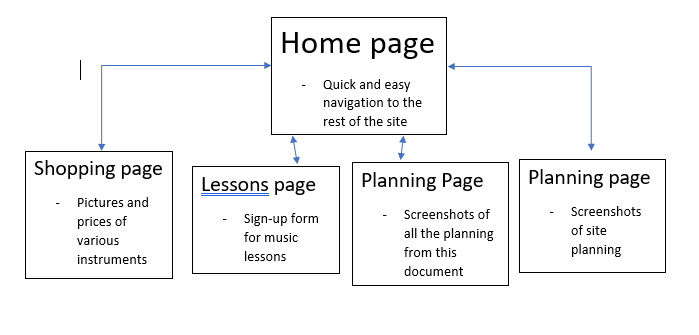 Home page
- Quick and easy
navigation to the
rest of the site
Shopping page
- Pictures and
prices of
various
instruments
Lessons page
- Sign-up form
for music
lessons
Planning Page
- Screenshots of
all the planning
from this
document
Planning page
- Screenshots
of site
planning